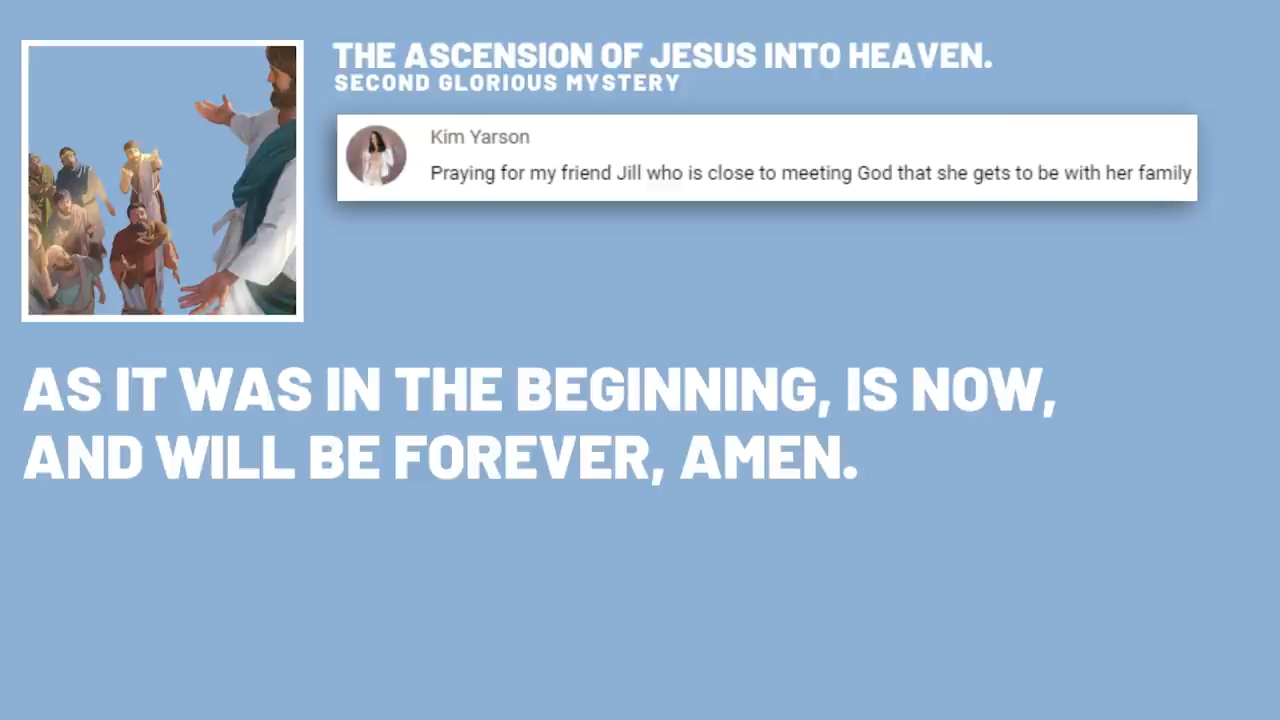 THE ASCENSION OF JESUS INTO HEAVEN.
SECOND GLORIOUS MYSTERY
Kim Yarson
Praying for my friend Jill who is close to meeting God that she gets to be with her family
AS IT WAS IN THE BEGINNING, IS NOW,
AND WILL BE FOREVER, AMEN.